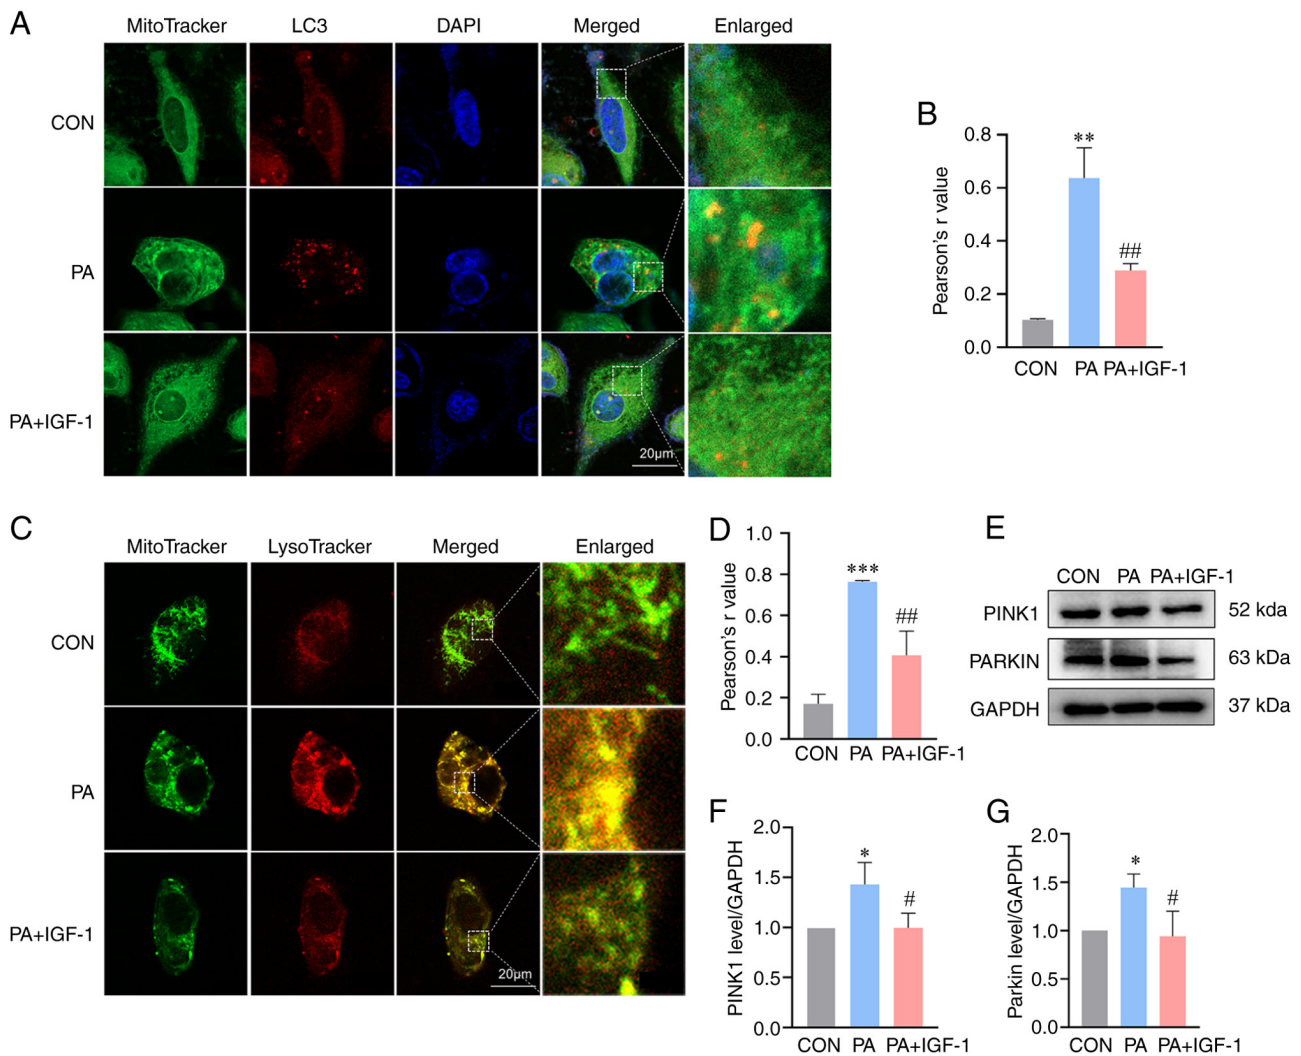 A
MitoTracker LC3 DAPI Merged Enlarged
CON
PA
PA+IGF-1
20μm
B
Pearson's r value
0.8
0.6
0.4
0.2
0.0
**
##
CON PA PA+IGF-1
C
MitoTracker LysoTracker Merged Enlarged
CON
PA
PA+IGF-1
20μm
D
Pearson's r value
1.0
0.8
0.6
0.4
0.2
0.0
***
##
CON PA PA+IGF-1
E
CON PA PA+IGF-1
PINK1 52 kda
PARKIN 63 kDa
GAPDH 37 kDa
F
PINK1 level/GAPDH
2.0
1.5
1.0
0.5
0.0
*
#
CON PA PA+IGF-1
G
Parkin level/GAPDH
2.0
1.5
1.0
0.5
0.0
*
#
CON PA PA+IGF-1